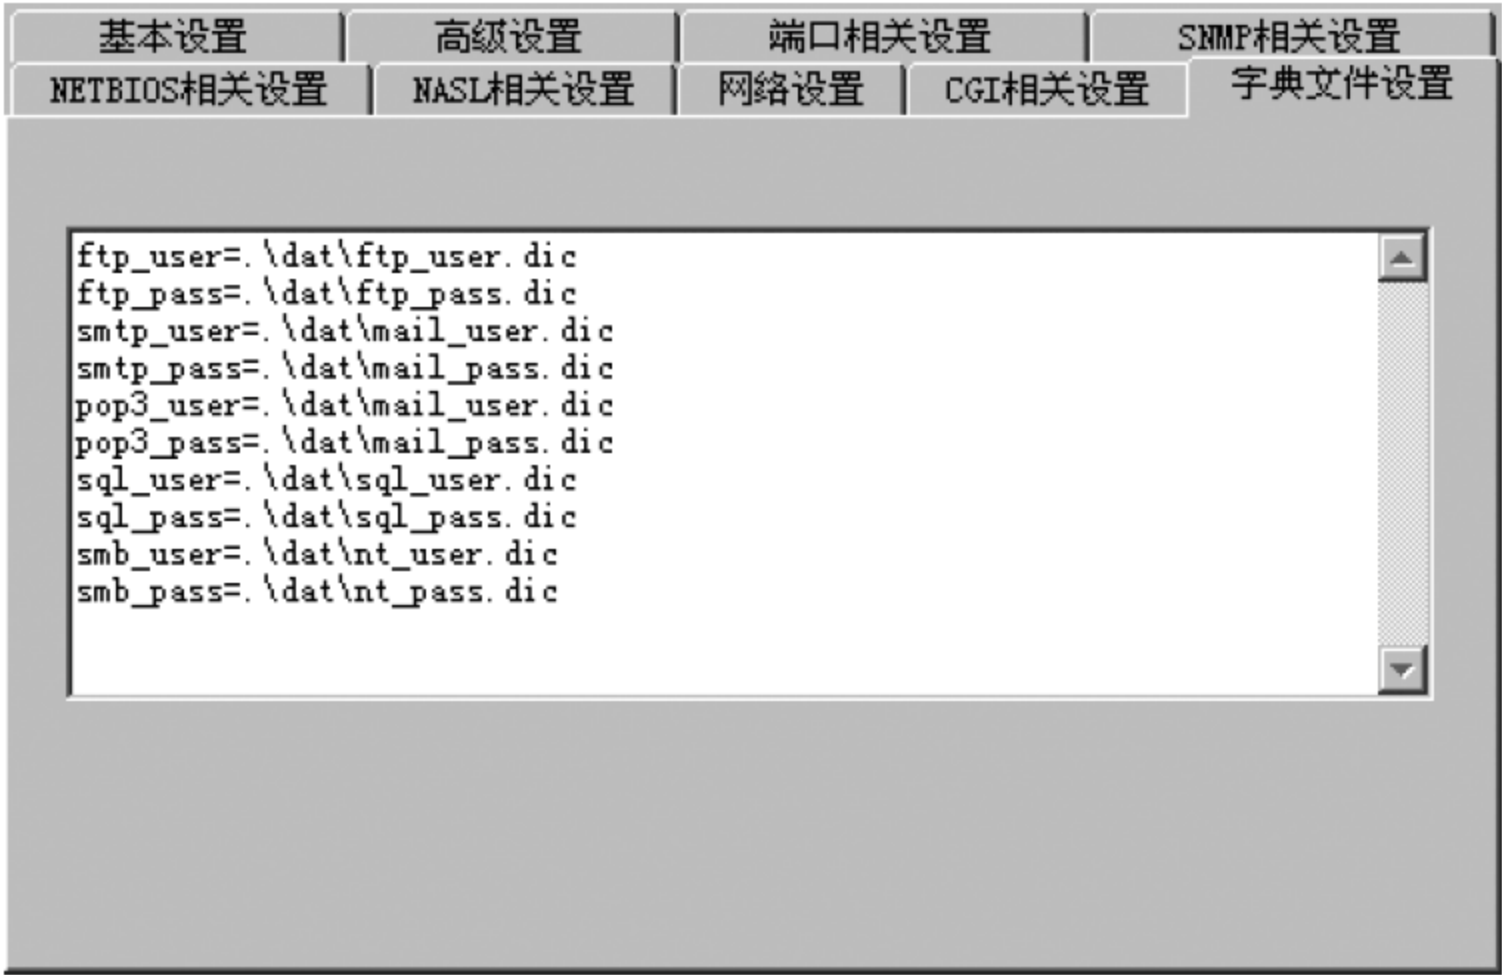 基本设置 高级设置 端口相关设置 SNMP相关设置
NETBIOS相关设置 NASL相关设置 网络设置 CGI相关设置 字典文件设置
ftp_user=.\dat\ftp_user.dic
ftp_pass=.\dat\ftp_pass.dic
smtp_user=.\dat\mail_user.dic
smtp_pass=.\dat\mail_pass.dic
pop3_user=.\dat\mail_user.dic
pop3_pass=.\dat\mail_pass.dic
sql_user=.\dat\sql_user.dic
sql_pass=.\dat\sql_pass.dic
smb_user=.\dat\nt_user.dic
smb_pass=.\dat\nt_pass.dic